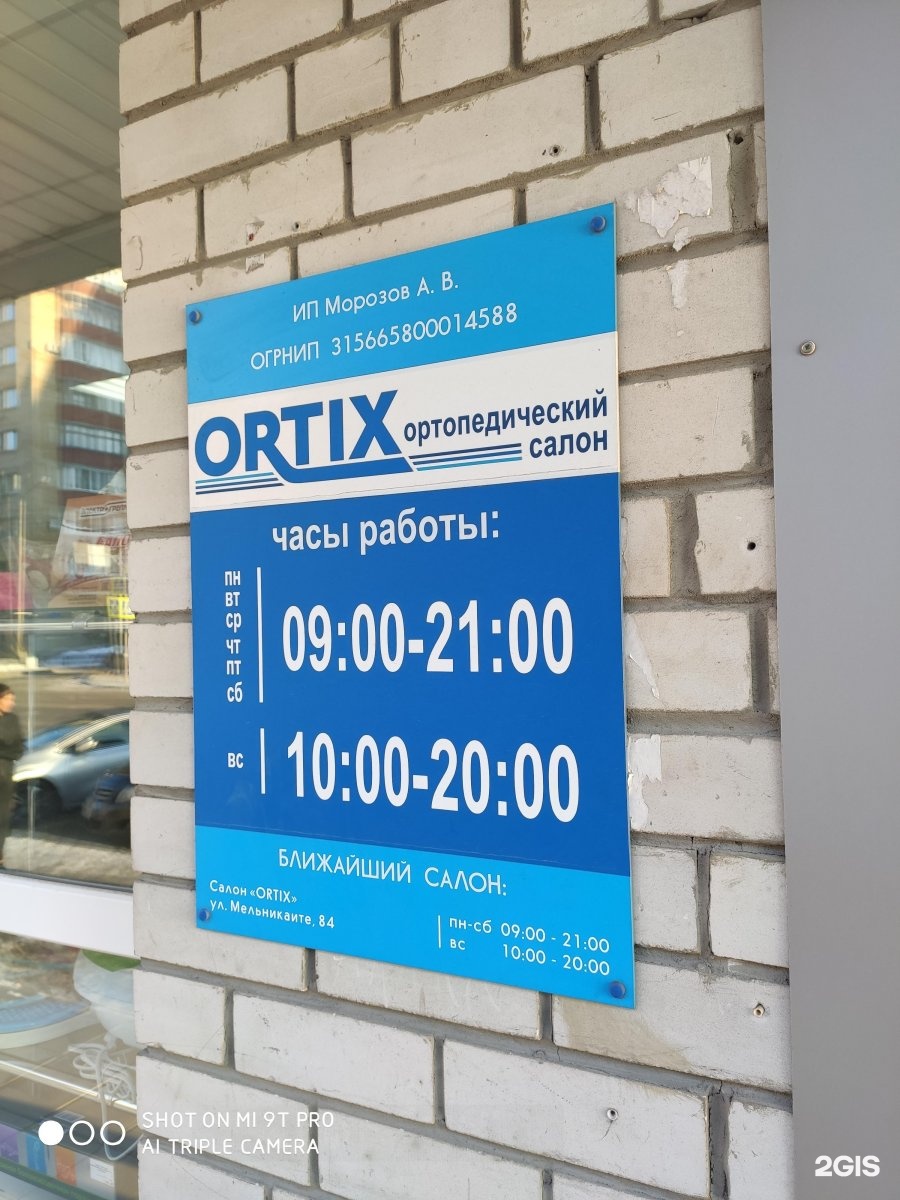 ИП Морозов А. В.
ОГРНИП 315665800014588
ORTIX ортопедический
салон
часы работы:
пн
вт
ср
чт
пт
сб
09:00-21:00
вс
10:00-20:00
БЛИЖАЙШИЙ САЛОН:
Салон «ORTIX»
ул. Мельникаите, 84
пн-сб 09:00 - 21:00
вс 10:00 - 20:00
SHOT ON MI 9T PRO
AI TRIPLE CAMERA
2GIS